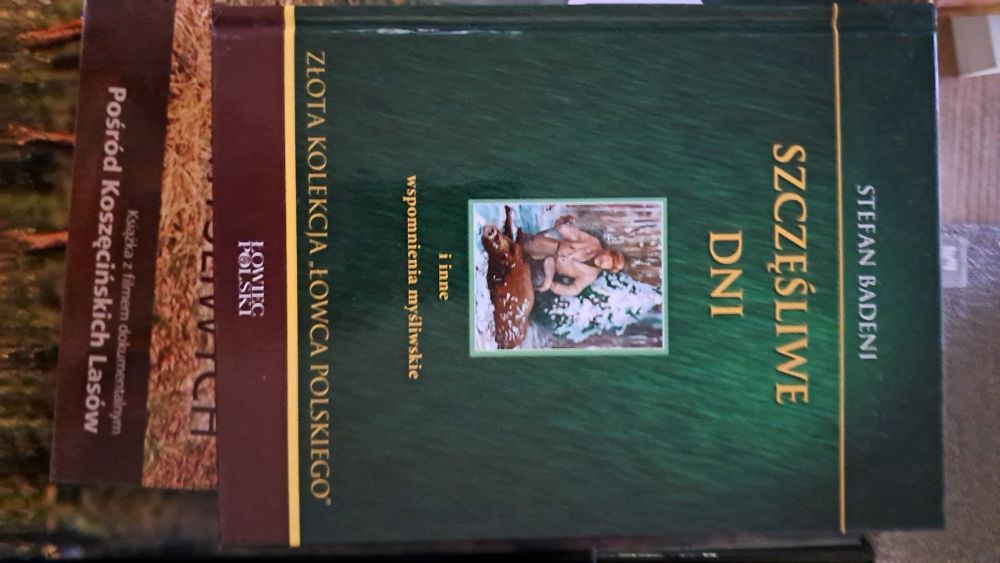 STEFAN BADENI
SZCZĘŚLIWE
DNI
i inne
wspomnienia myśliwskie
ZŁOTA KOLEKCJA „ŁOWCA POLSKIEGO”
ŁOWIEC
POLSKI
Książka z filmem dokumentalnym
Pośród Koszęcińskich Lasów